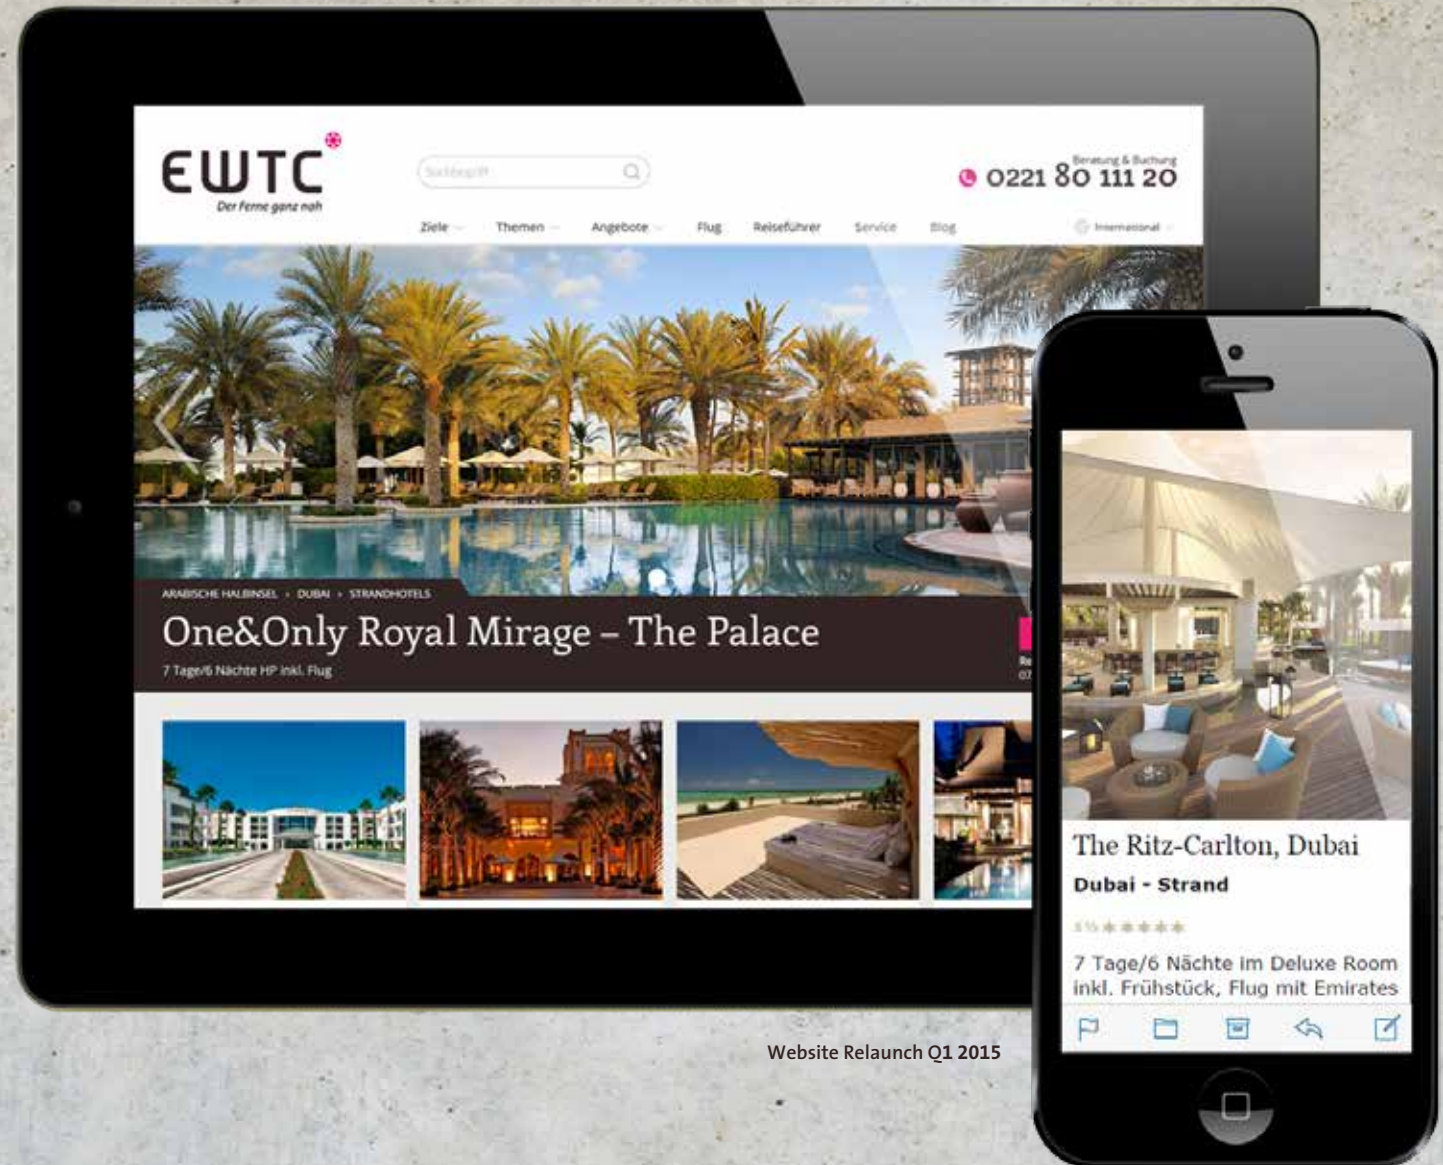 EWTC
Der Ferne ganz nah
Suchbegriff
Beratung & Buchung
0221 80 111 20
Ziele Themen Angebote Flug Reiseführer Service Blog International
ARABISCHE HALBINSEL › DUBAI › STRANDHOTELS
One&Only Royal Mirage – The Palace
7 Tage/6 Nächte HP inkl. Flug
Re
07
The Ritz-Carlton, Dubai
Dubai - Strand
7 Tage/6 Nächte im Deluxe Room
inkl. Frühstück, Flug mit Emirates
Website Relaunch Q1 2015